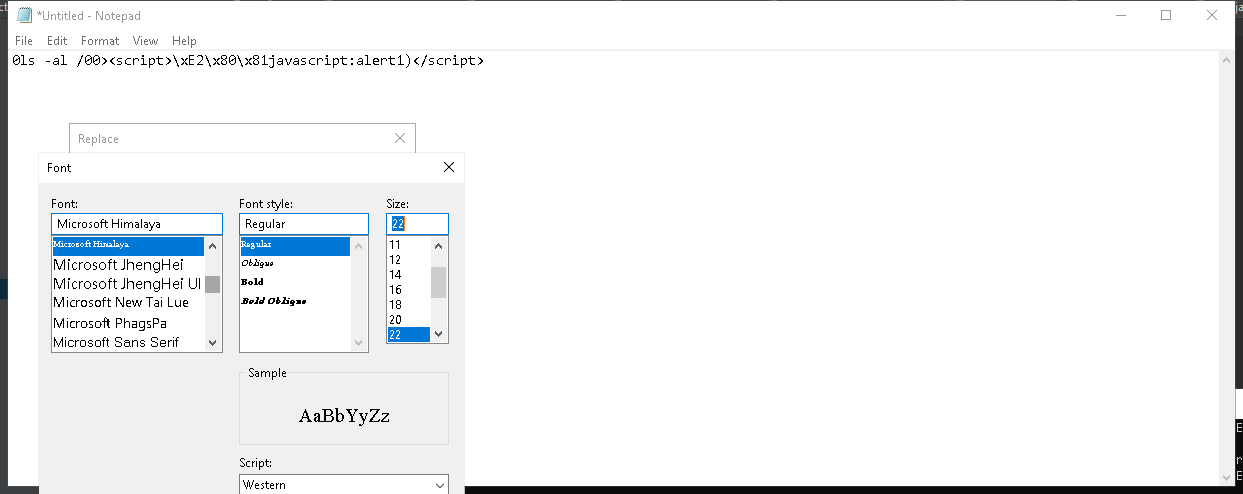 *Untitled - Notepad
File Edit Format View Help
0ls -al /00><script>\xE2\x80\x81javascript:alert1)</script>
Replace
Font
Font: Font style: Size:
Microsoft Himalaya Regular 22
Microsoft Himalaya Regular 11
Microsoft JhengHei Oblique 12
Microsoft JhengHei UI Bold 14
Microsoft New Tai Lue Bold Oblique 16
Microsoft PhagsPa 18
Microsoft Sans Serif 20
22
Sample
AaBbYyZz
Script:
Western